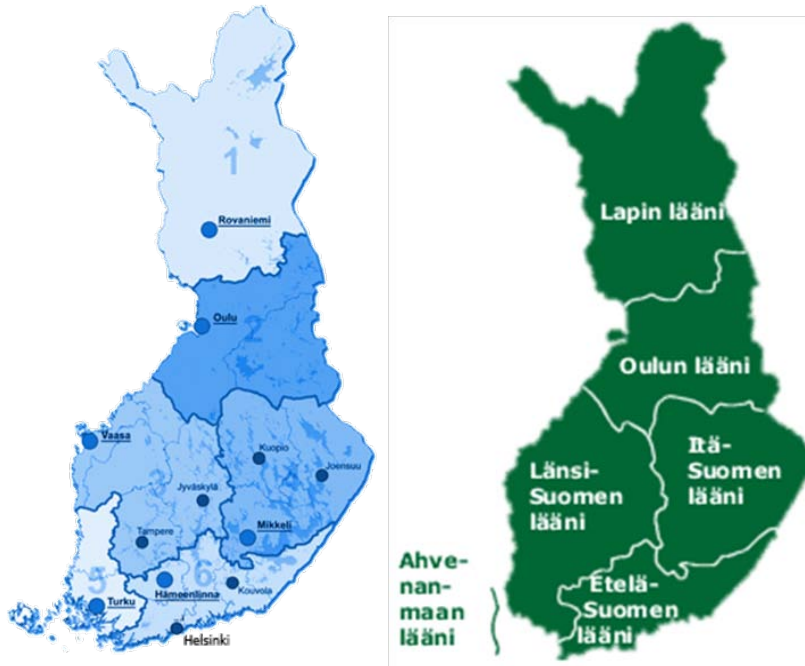 1
Rovaniemi
Oulu
2
Vaasa
Kuopio
Joensuu
Jyväskylä
3
Tampere
Mikkeli
5
6
Hämeenlinna
Kouvola
Turku
Helsinki
Lapin lääni
Oulun lääni
Länsi-
Suomen
lääni
Itä-
Suomen
lääni
Ahve-
nan-
maan
lääni
Etelä-
Suomen
lääni